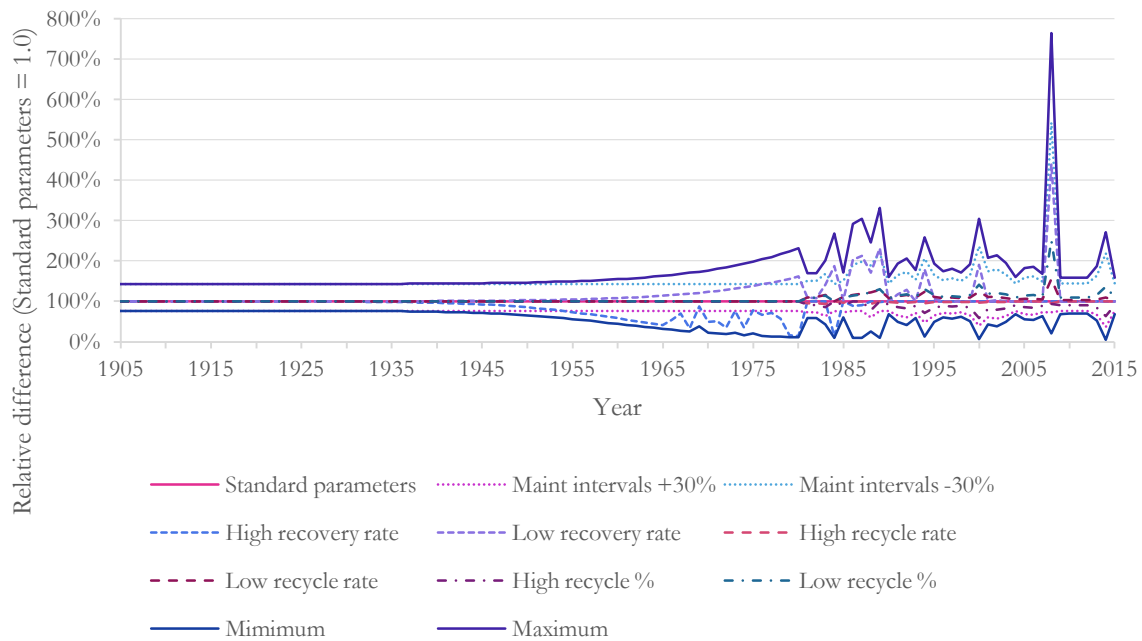 Relative difference (Standard parameters = 1.0)
800%
700%
600%
500%
400%
300%
200%
100%
0%
1905 1915 1925 1935 1945 1955 1965 1975 1985 1995 2005 2015
Year
Standard parameters Maint intervals +30% Maint intervals -30%
High recovery rate Low recovery rate High recycle rate
Low recycle rate High recycle % Low recycle %
Mimimum Maximum